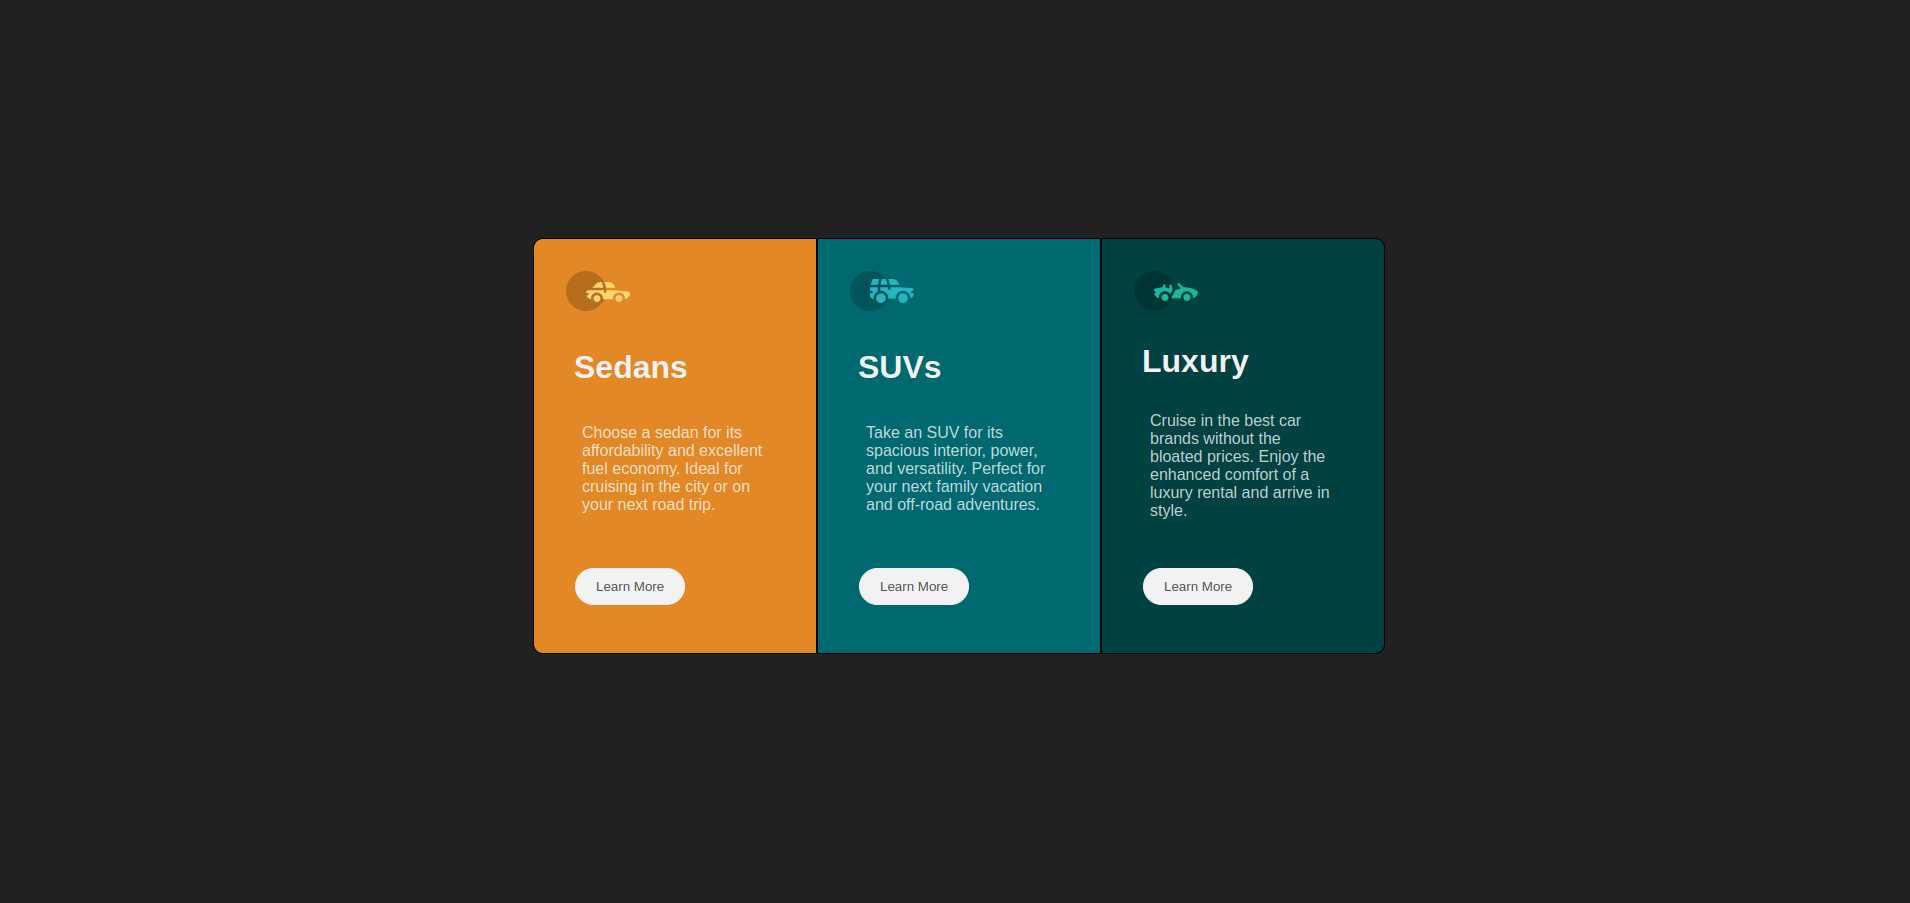 Sedans
Choose a sedan for its
affordability and excellent
fuel economy. Ideal for
cruising in the city or on
your next road trip.
Learn More
SUVs
Take an SUV for its
spacious interior, power,
and versatility. Perfect for
your next family vacation
and off-road adventures.
Learn More
Luxury
Cruise in the best car
brands without the
bloated prices. Enjoy the
enhanced comfort of a
luxury rental and arrive in
style.
Learn More